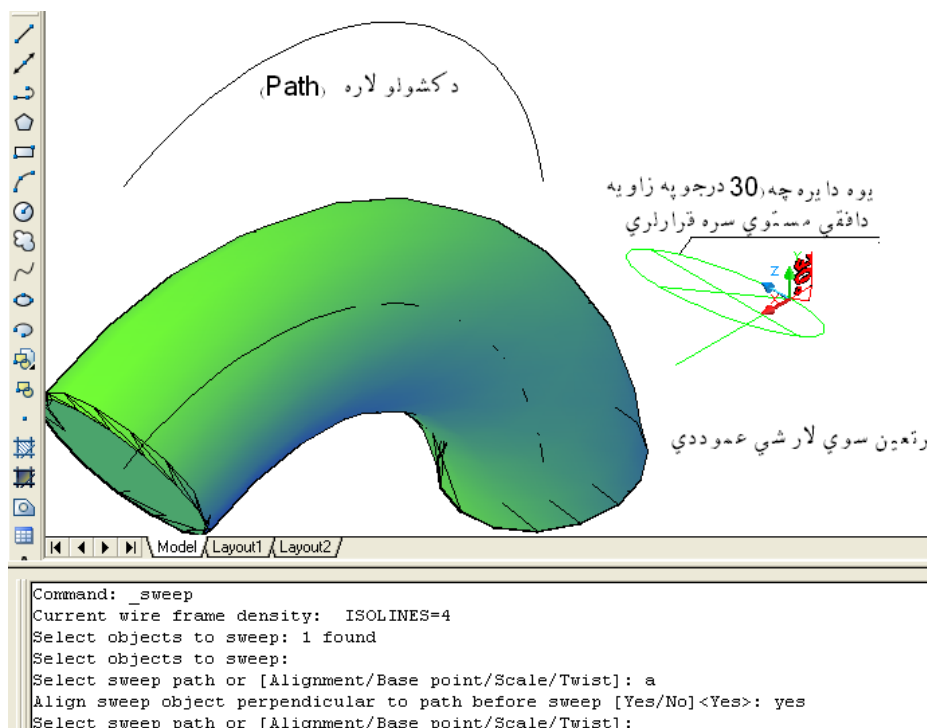 د کشولو لاره (Path)
يوه دايره چه(30 درجو په زاويه
دافقي مستوي سره قرارلري
رتعين سوي لار شي عموددي
Z
Y
X
Model Layout1 Layout2
Command: _sweep
Current wire frame density:  ISOLINES=4
Select objects to sweep: 1 found
Select objects to sweep:
Select sweep path or [Alignment/Base point/Scale/Twist]: a
Align sweep object perpendicular to path before sweep [Yes/No]<Yes>: yes
Select sweep path or [Alignment/Base point/Scale/Twist]: